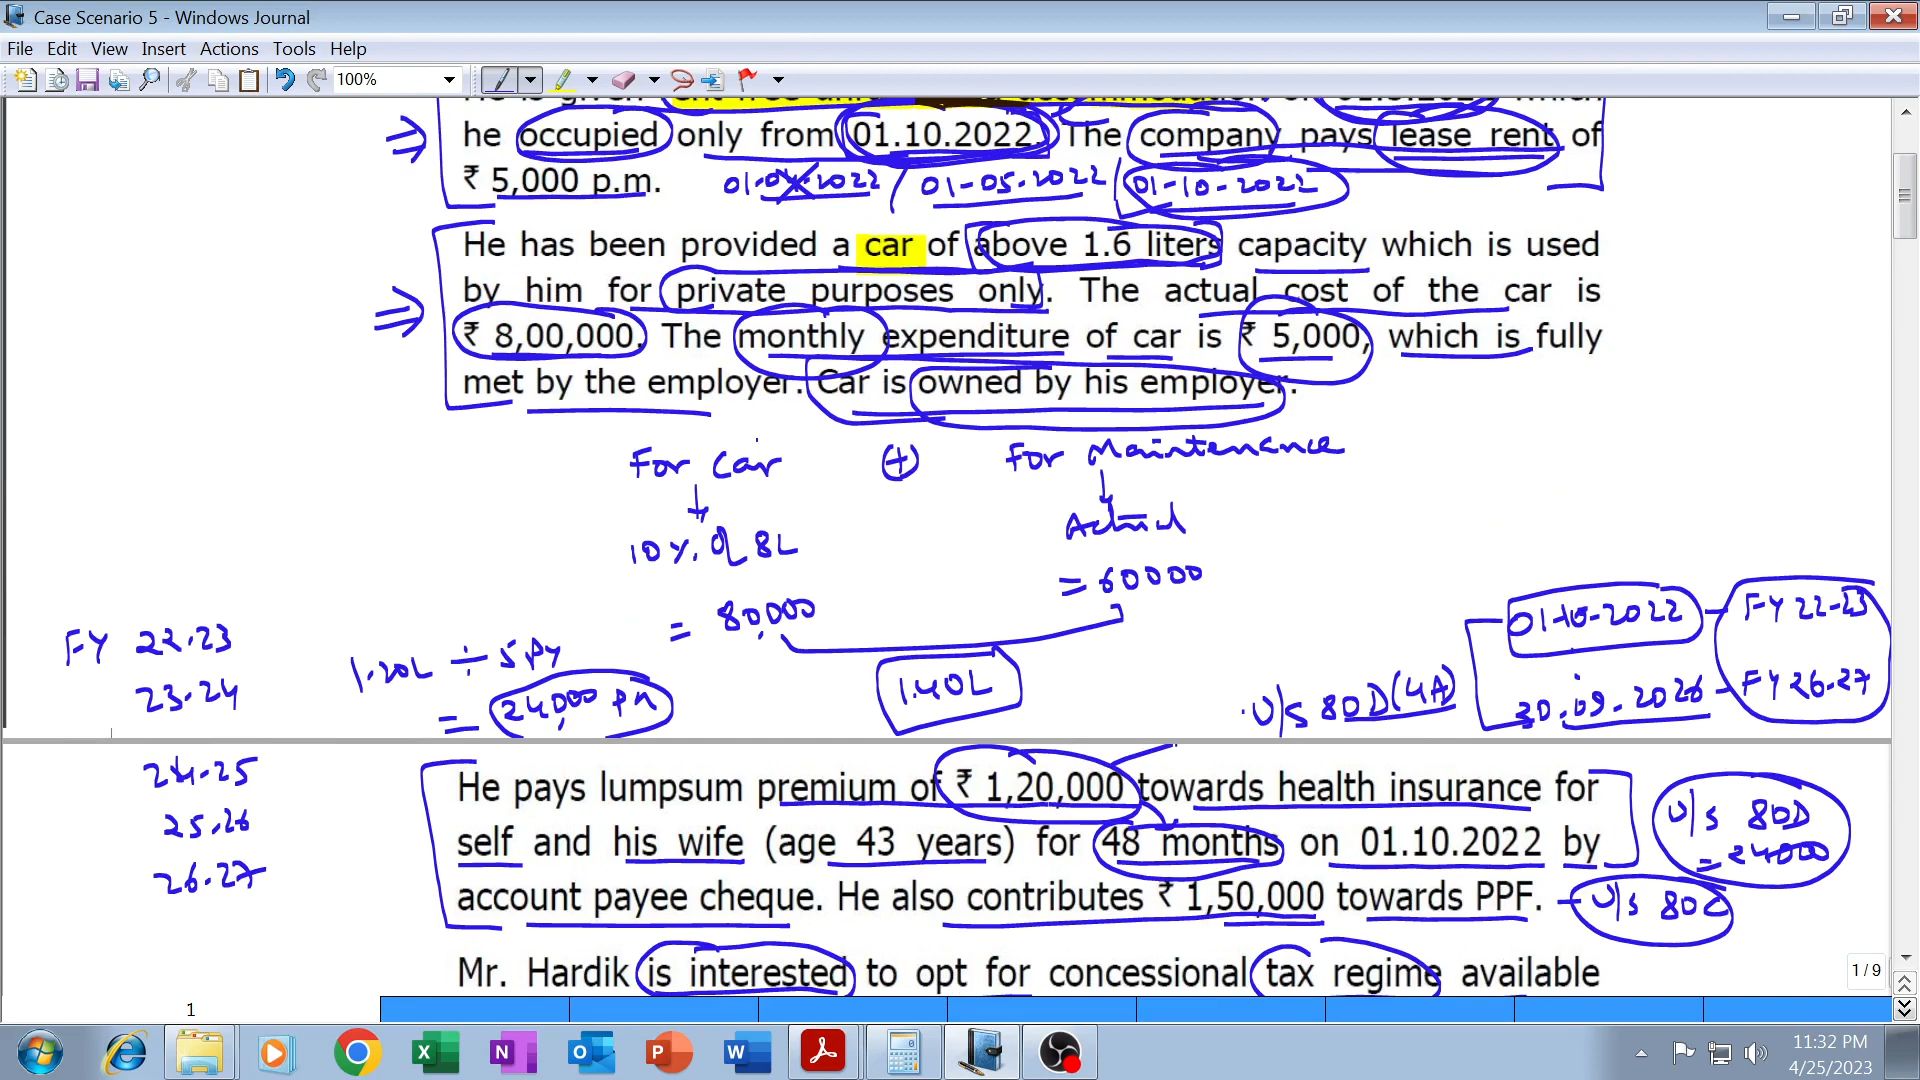 Case Scenario 5 - Windows Journal
File Edit View Insert Actions Tools Help
100%
he occupied only from 01.10.2022. The company pays lease rent of
₹ 5,000 p.m.
01-04-2022 01-05-2022 01-10-2022
He has been provided a car of above 1.6 liters capacity which is used
by him for private purposes only. The actual cost of the car is
₹ 8,00,000. The monthly expenditure of car is ₹ 5,000, which is fully
met by the employer. Car is owned by his employer.
For Car + For Maintenance
10%. of 8L Actual
= 80,000 = 60000
1.40L
FY 22.23
23.24
24.25
25.26
26.27
1.20L ÷ 5 PY
= 24,000 pa
U/s 80D(4A)
01-10-2022 - FY 22-23
30.09.2026 - FY 26-27
He pays lumpsum premium of ₹ 1,20,000 towards health insurance for
self and his wife (age 43 years) for 48 months on 01.10.2022 by
account payee cheque. He also contributes ₹ 1,50,000 towards PPF.
U/s 80D
= 24000
- U/s 80C
Mr. Hardik is interested to opt for concessional tax regime available
1 / 9
1
11:32 PM
4/25/2023